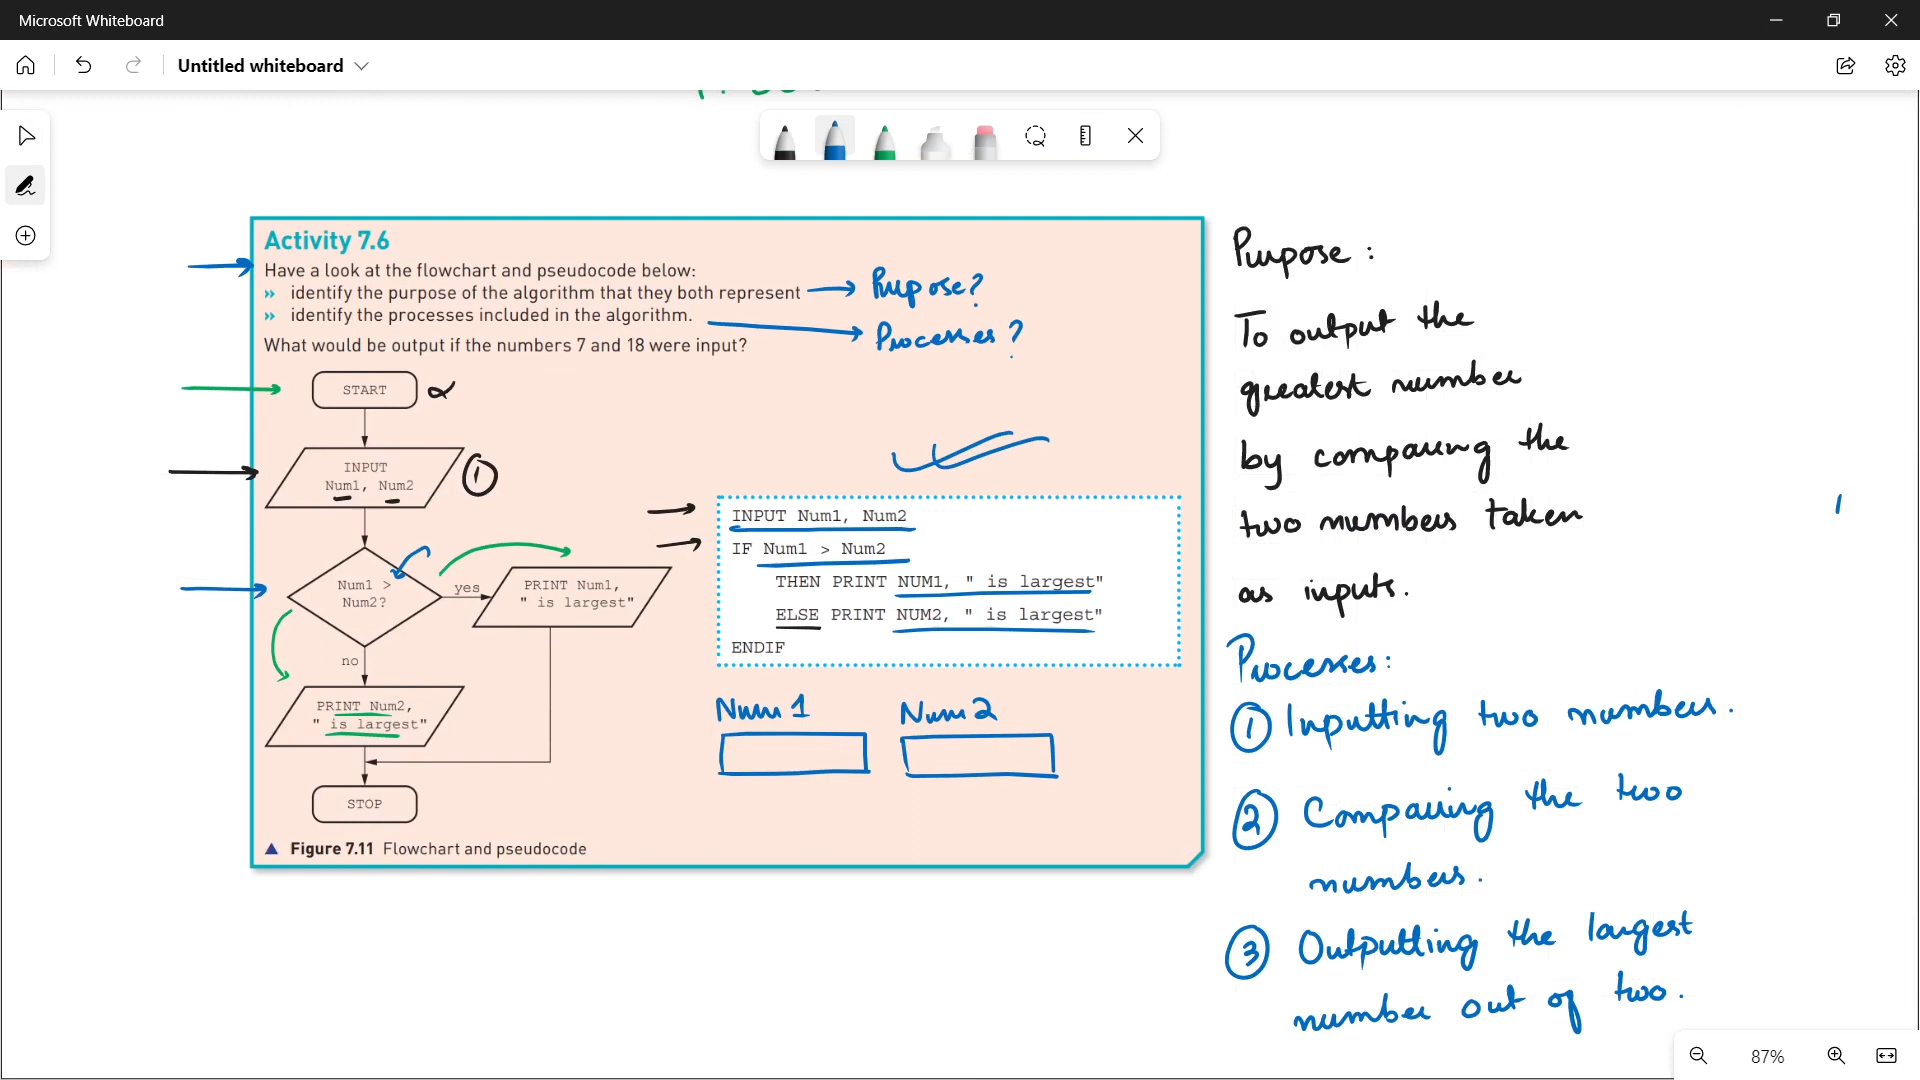 Microsoft Whiteboard
Untitled whiteboard
Activity 7.6
Have a look at the flowchart and pseudocode below:
» identify the purpose of the algorithm that they both represent
Purpose?
» identify the processes included in the algorithm.
Processes?
What would be output if the numbers 7 and 18 were input?
START
INPUT
Num1, Num2
1
Num1 >
Num2?
yes
PRINT Num1,
" is largest"
no
PRINT Num2,
" is largest"
STOP
INPUT Num1, Num2
IF Num1 > Num2
THEN PRINT NUM1, " is largest"
ELSE PRINT NUM2, " is largest"
ENDIF
Num1 Num2
▲ Figure 7.11 Flowchart and pseudocode
Purpose :
To output the
greatest number
by comparing the
two numbers taken
as inputs.
Processes:
1 Inputting two numbers.
2 Comparing the two
numbers.
3 Outputting the largest
number out of two.
87%